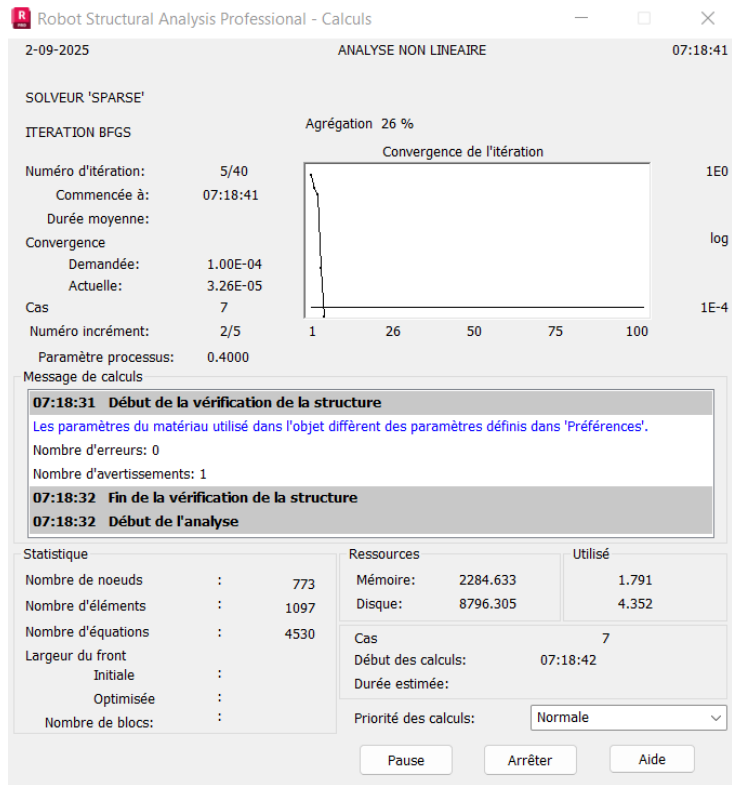 Robot Structural Analysis Professional - Calculs
2-09-2025 ANALYSE NON LINEAIRE 07:18:41
SOLVEUR 'SPARSE'
ITERATION BFGS
Agrégation 26 %
Convergence de l'itération
Numéro d'itération: 5/40
Commencée à: 07:18:41
Durée moyenne:
Convergence
Demandée: 1.00E-04
Actuelle: 3.26E-05
Cas 7
Numéro incrément: 2/5
Paramètre processus: 0.4000
1E0
log
1E-4
1 26 50 75 100
Message de calculs
07:18:31 Début de la vérification de la structure
Les paramètres du matériau utilisé dans l'objet diffèrent des paramètres définis dans 'Préférences'.
Nombre d'erreurs: 0
Nombre d'avertissements: 1
07:18:32 Fin de la vérification de la structure
07:18:32 Début de l'analyse
Statistique
Nombre de noeuds : 773
Nombre d'éléments : 1097
Nombre d'équations : 4530
Largeur du front
Initiale :
Optimisée :
Nombre de blocs: :
Ressources Utilisé
Mémoire: 2284.633 1.791
Disque: 8796.305 4.352
Cas 7
Début des calculs: 07:18:42
Durée estimée:
Priorité des calculs: Normale
Pause Arrêter Aide